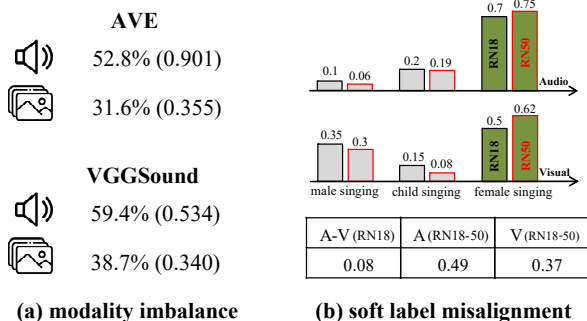 AVE
52.8% (0.901)
31.6% (0.355)
VGGSound
59.4% (0.534)
38.7% (0.340)
(a) modality imbalance
0.1 0.06 0.2 0.19 0.7 0.75
RN18 RN50
Audio
0.35 0.3 0.15 0.08 0.5 0.62
RN18 RN50
Visual
male singing child singing female singing
A-V (RN18) A (RN18-50) V (RN18-50)
0.08 0.49 0.37
(b) soft label misalignment